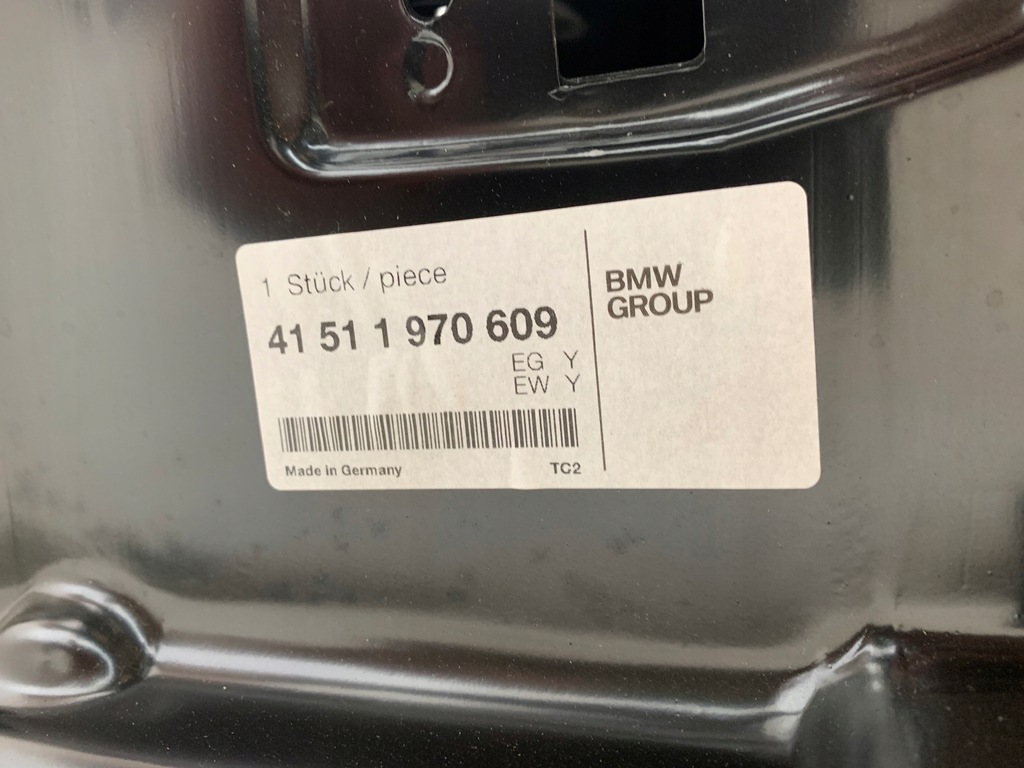 1 Stück / piece
41 51 1 970 609
EG Y
EW Y
Made in Germany
TC2
BMW
GROUP